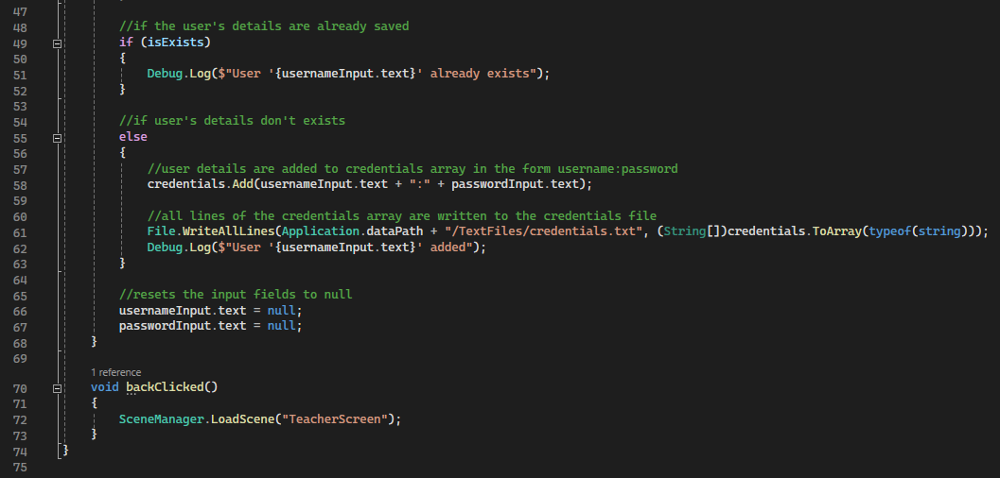 47
48 //if the user's details are already saved
49 if (isExists)
50 {
51 Debug.Log($"User '{usernameInput.text}' already exists");
52 }
53
54 //if user's details don't exists
55 else
56 {
57 //user details are added to credentials array in the form username:password
58 credentials.Add(usernameInput.text + ":" + passwordInput.text);
59
60 //all lines of the credentials array are written to the credentials file
61 File.WriteAllLines(Application.dataPath + "/TextFiles/credentials.txt", (String[])credentials.ToArray(typeof(string)));
62 Debug.Log($"User '{usernameInput.text}' added");
63 }
64
65 //resets the input fields to null
66 usernameInput.text = null;
67 passwordInput.text = null;
68 }
69
1 reference
70 void backClicked()
71 {
72 SceneManager.LoadScene("TeacherScreen");
73 }
74 }
75